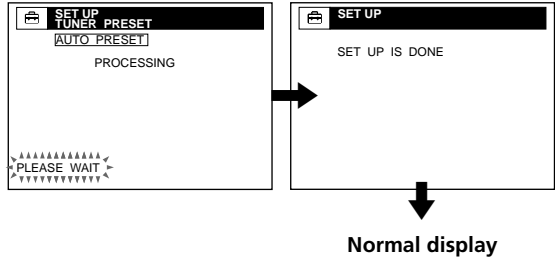 SET UP
TUNER PRESET
AUTO PRESET
PROCESSING
PLEASE WAIT
SET UP
SET UP IS DONE
Normal display